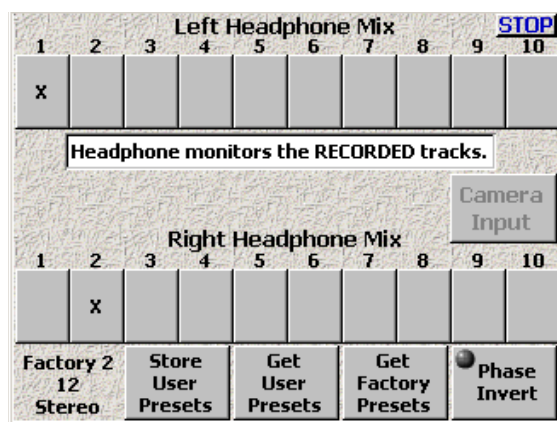 Left Headphone Mix
STOP
1 2 3 4 5 6 7 8 9 10
X
Headphone monitors the RECORDED tracks.
Camera
Input
Right Headphone Mix
1 2 3 4 5 6 7 8 9 10
X
Factory 2
12
Stereo
Store
User
Presets
Get
User
Presets
Get
Factory
Presets
Phase
Invert